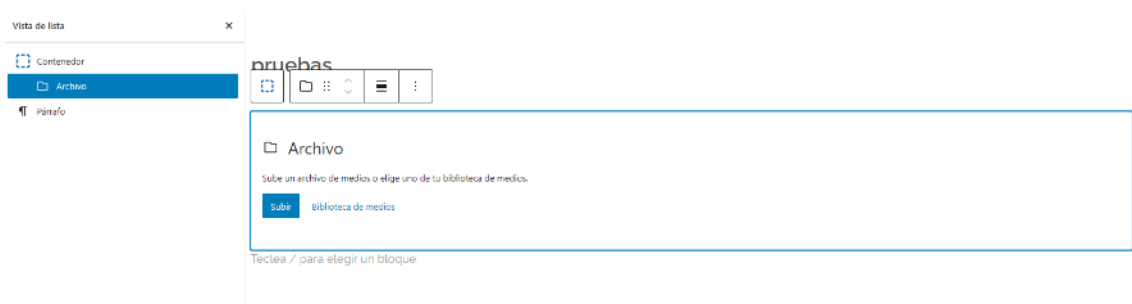 Vista de lista
Contenedor
Archivo
Párrafo
pruebas
Archivo
Sube un archivo de medios o elige uno de tu biblioteca de medios.
Subir
Biblioteca de medios
Teclea / para elegir un bloque